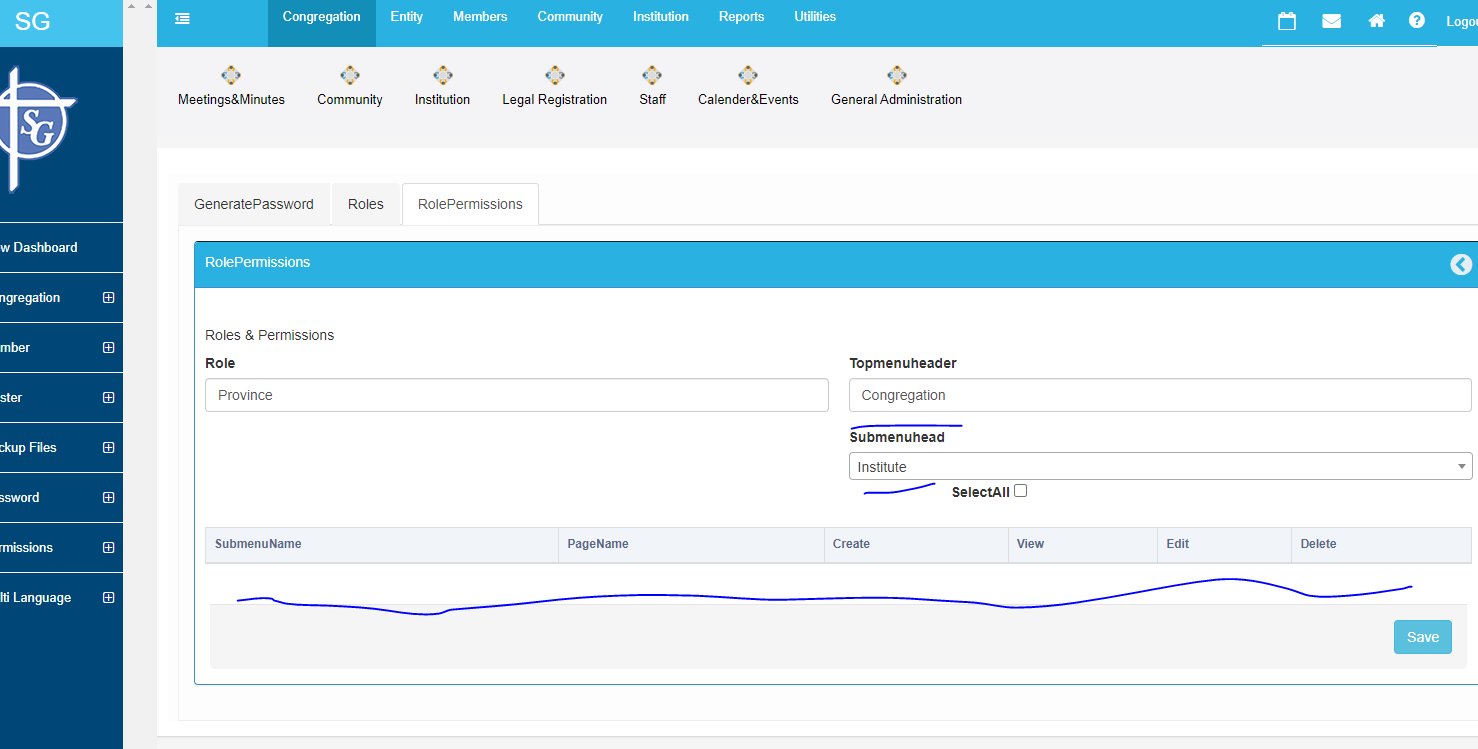 SG
Congregation Entity Members Community Institution Reports Utilities Logou
SG
Meetings&Minutes Community Institution Legal Registration Staff Calender&Events General Administration
w Dashboard
ngregation
mber
ster
ckup Files
ssword
rmissions
lti Language
GeneratePassword Roles RolePermissions
RolePermissions
Roles & Permissions
Role Topmenuheader
Province Congregation
Submenuhead
Institute
SelectAll
SubmenuName PageName Create View Edit Delete
Save